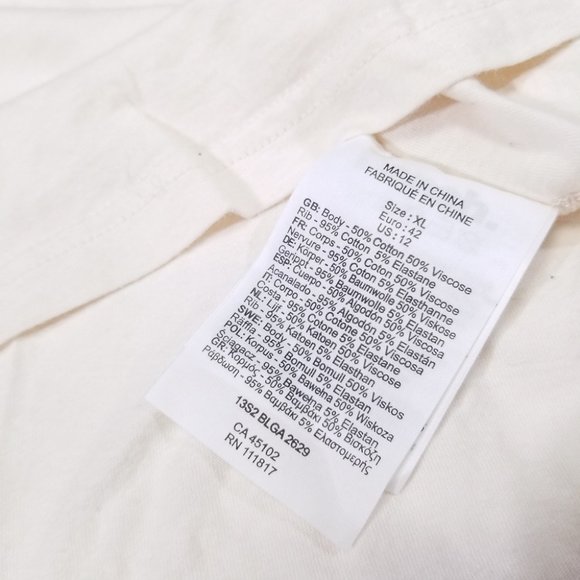 MADE IN CHINA
FABRIQUÉ EN CHINE
Size : XL
Euro : 42
US : 12
GB: Body - 50% Cotton 50% Viscose
Rib - 95% Cotton 5% Elastane
FR: Corps - 50% Coton 50% Viscose
Nervure - 95% Coton 5% Elasthanne
DE: Körper - 50% Baumwolle 50% Viskose
Gerippt - 95% Baumwolle 5% Elastan
ESP: Cuerpo - 50% Algodón 50% Viscosa
Acanalado - 95% Algodón 5% Elastán
IT: Corpo - 50% Cotone 50% Viscosa
Costa - 95% Cotone 5% Elastane
NL: Lijf - 50% Katoen 50% Viscose
Rib - 95% Katoen 5% Elastan
SWE: Body - 50% Bomull 50% Viskos
Räffla - 95% Bomull 5% Elastan
POL: Korpus - 50% Bawełna 50% Wiskoza
Ściągacz - 95% Bawełna 5% Elastan
GR: Κορμός - 50% Βαμβάκι 50% Βισκόζη
Ράβδωση - 95% Βαμβάκι 5% Ελαστομερής
13S2 BLGA 2629
CA 45102
RN 111817